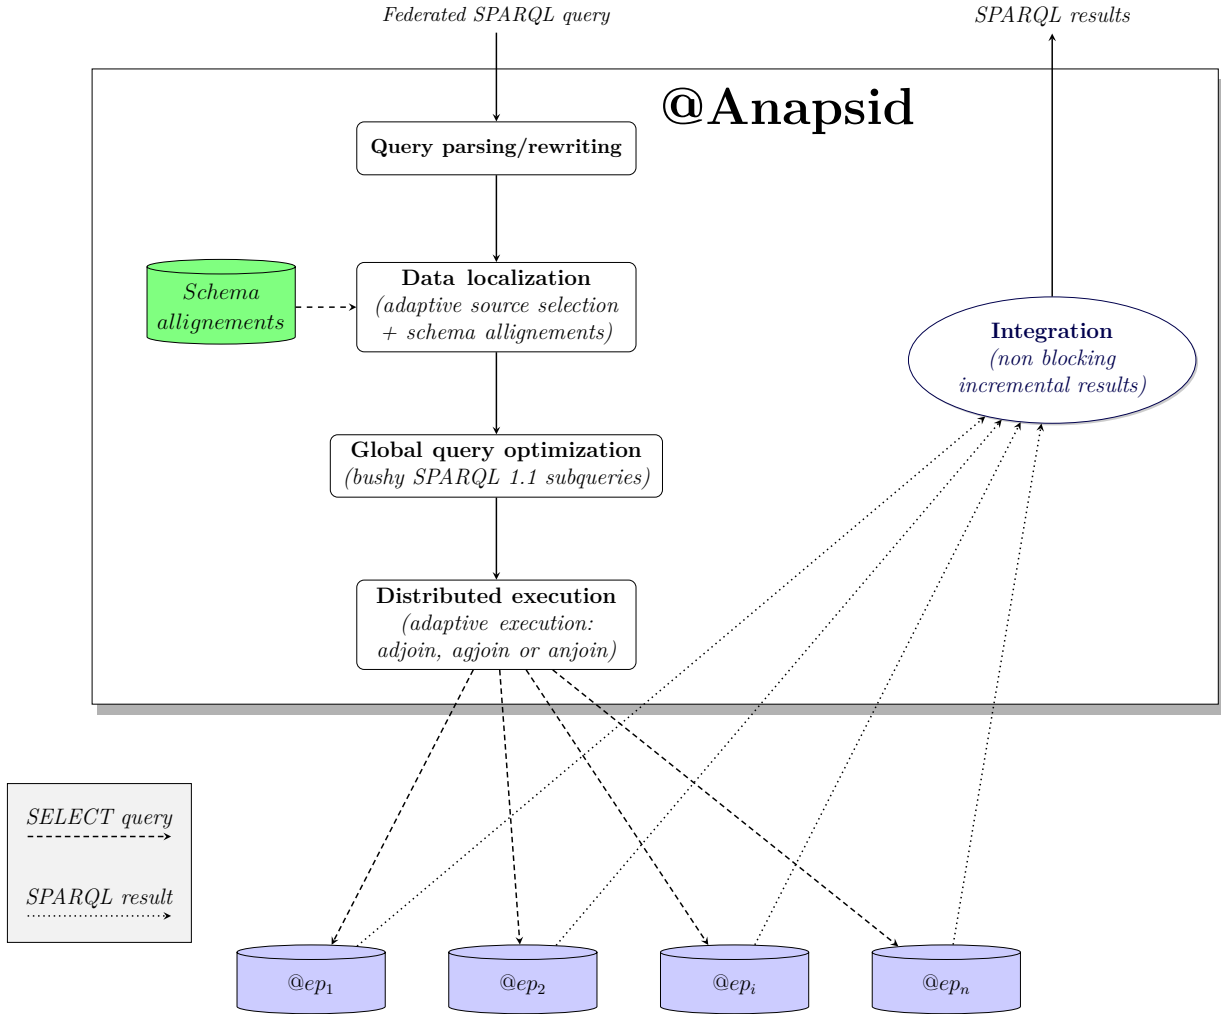 Federated SPARQL query
SPARQL results
@Anapsid
Query parsing/rewriting
Schema
allignements
Data localization
(adaptive source selection
+ schema allignements)
Integration
(non blocking
incremental results)
Global query optimization
(bushy SPARQL 1.1 subqueries)
Distributed execution
(adaptive execution:
adjoin, agjoin or anjoin)
SELECT query
SPARQL result
@ep₁
@ep₂
@epᵢ
@epₙ